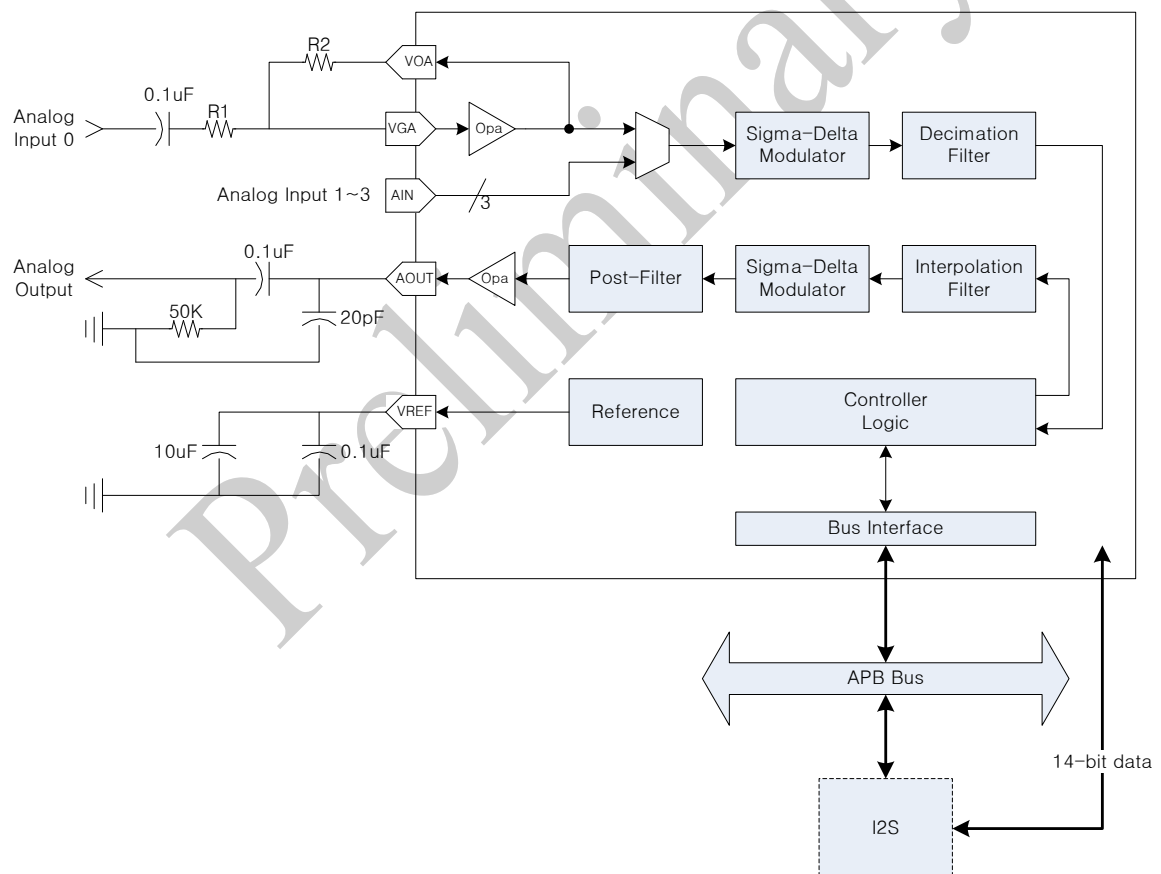 R2
VOA
0.1uF
R1
Analog
Input 0
VGA
Opa
Sigma-Delta
Modulator
Decimation
Filter
Analog Input 1~3
AIN
3
0.1uF
Analog
Output
AOUT
Opa
Post-Filter
Sigma-Delta
Modulator
Interpolation
Filter
50K
20pF
VREF
Reference
Controller
Logic
10uF
0.1uF
Bus Interface
APB Bus
14-bit data
I2S
Preliminary